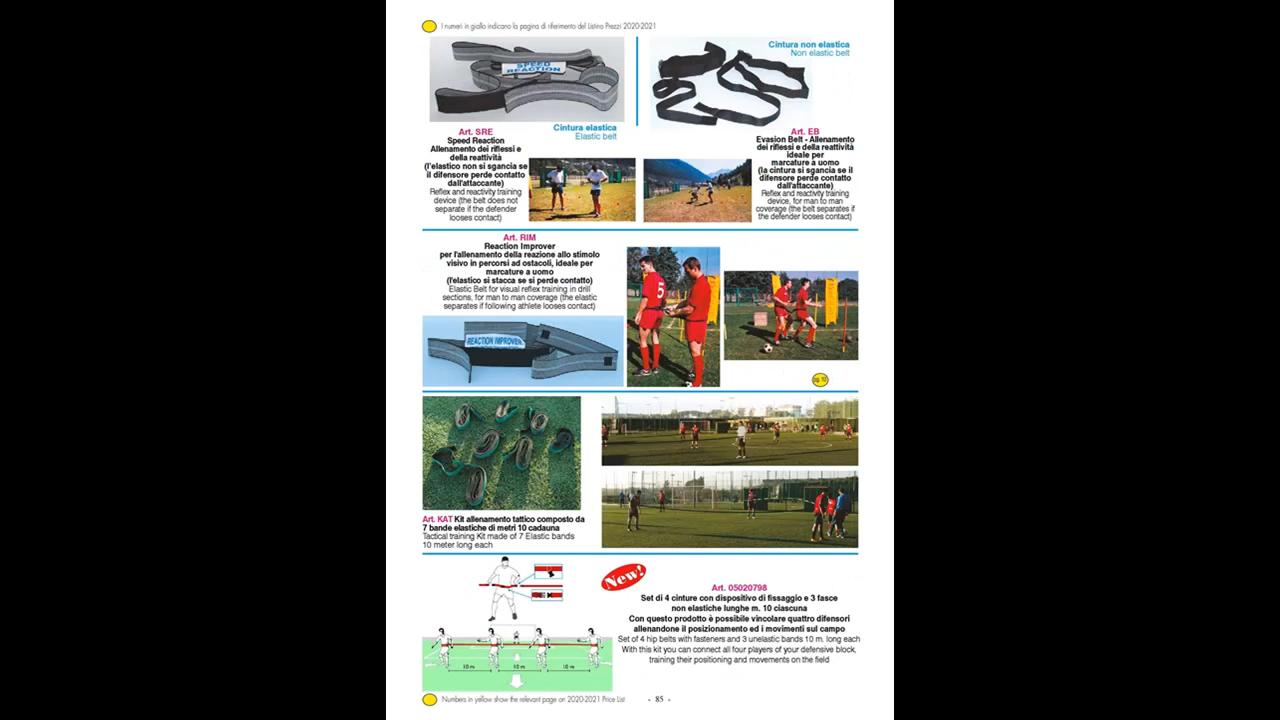 I numeri in giallo indicano la pagina di riferimento del Listino Prezzi 2020-2021
SPEED
REACTION
Cintura elastica
Elastic belt
Cintura non elastica
Non elastic belt
Art. SRE
Speed Reaction
Allenamento dei riflessi e
della reattività
(l'elastico non si sgancia se
il difensore perde contatto
dall'attaccante)
Reflex and reactivity training
device (the belt does not
separate if the defender
looses contact)
Art. EB
Evasion Belt - Allenamento
dei riflessi e della reattività
ideale per
marcature a uomo
(la cintura si sgancia se il
difensore perde contatto
dall'attaccante)
Reflex and reactivity training
device, for man to man
coverage (the belt separates if
the defender looses contact)
Art. RIM
Reaction Improver
per l'allenamento della reazione allo stimolo
visivo in percorsi ad ostacoli, ideale per
marcature a uomo
(l'elastico si stacca se si perde contatto)
Elastic Belt for visual reflex training in drill
sections, for man to man coverage (the elastic
separates if following athlete looses contact)
REACTION IMPROVER
5
pg. 10
Art. KAT Kit allenamento tattico composto da
7 bande elastiche di metri 10 cadauna
Tactical training Kit made of 7 Elastic bands
10 meter long each
New!
Art. 05020798
Set di 4 cinture con dispositivo di fissaggio e 3 fasce
non elastiche lunghe m. 10 ciascuna
Con questo prodotto è possibile vincolare quattro difensori
allenandone il posizionamento ed i movimenti sul campo
Set of 4 hip belts with fasteners and 3 unelastic bands 10 m. long each
With this kit you can connect all four players of your defensive block,
training their positioning and movements on the field
10 m 10 m 10 m
Numbers in yellow show the relevant page on 2020-2021 Price List
- 85 -